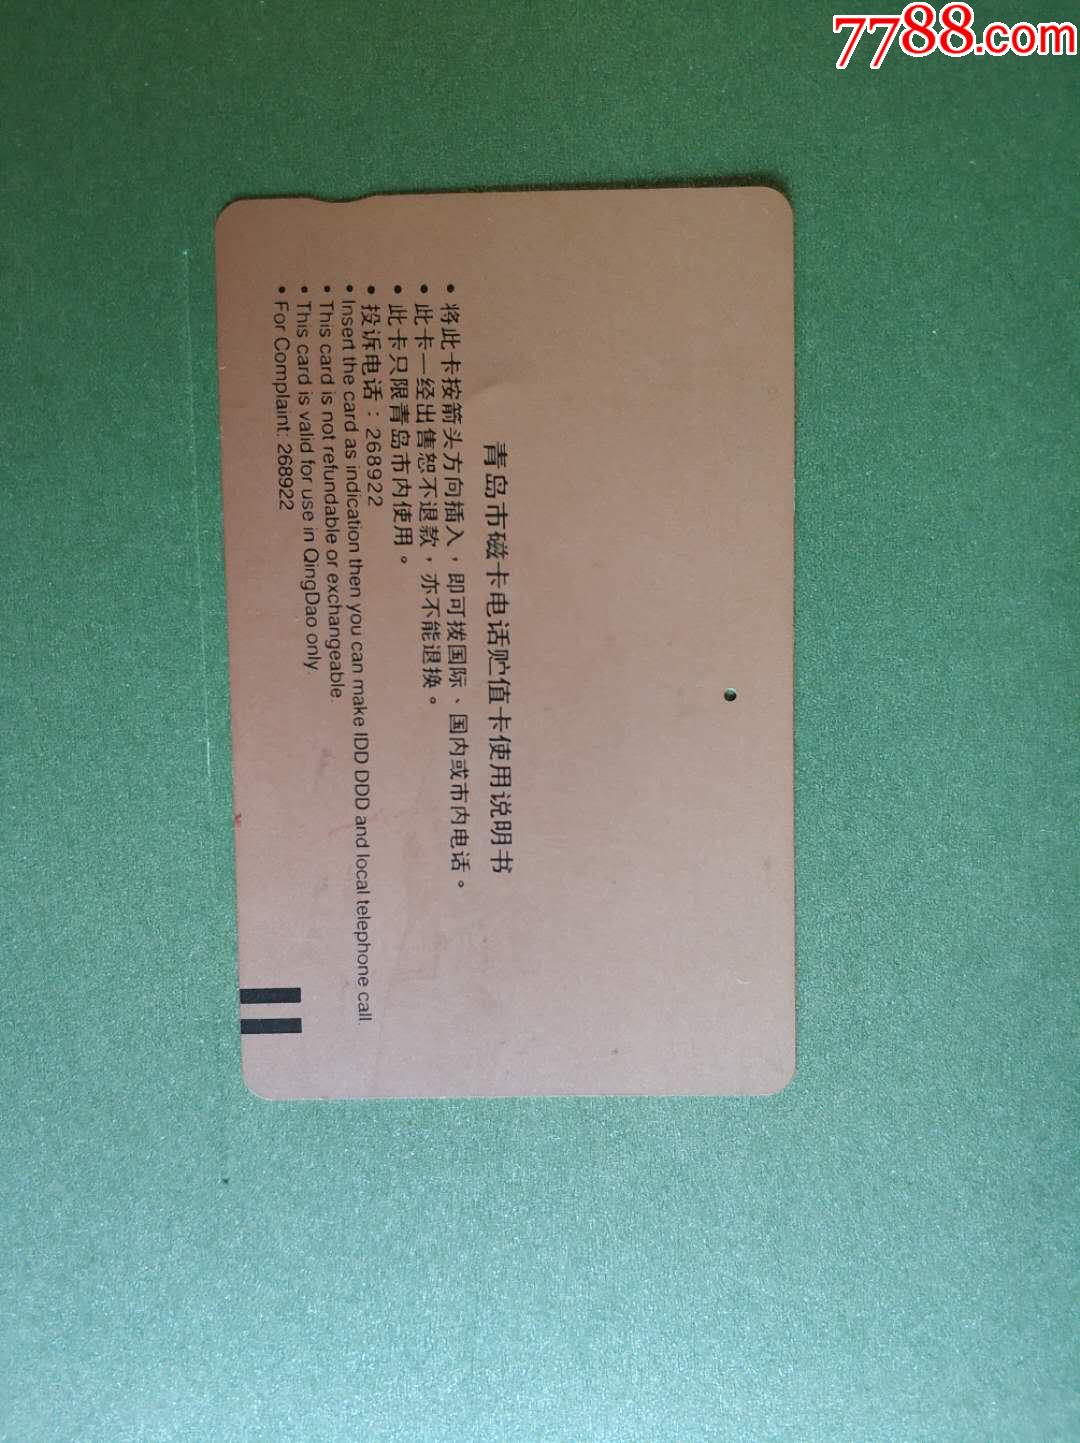 7788.com
青岛市磁卡电话贮值卡使用说明书
• 将此卡按箭头方向插入，即可拨国际、国内或市内电话。
• 此卡一经出售恕不退款，亦不能退换。
• 此卡只限青岛市内使用。
• 投诉电话：268922
• Insert the card as indication then you can make IDD DDD and local telephone call.
• This card is not refundable or exchangeable.
• This card is valid for use in QingDao only.
• For Complaint: 268922